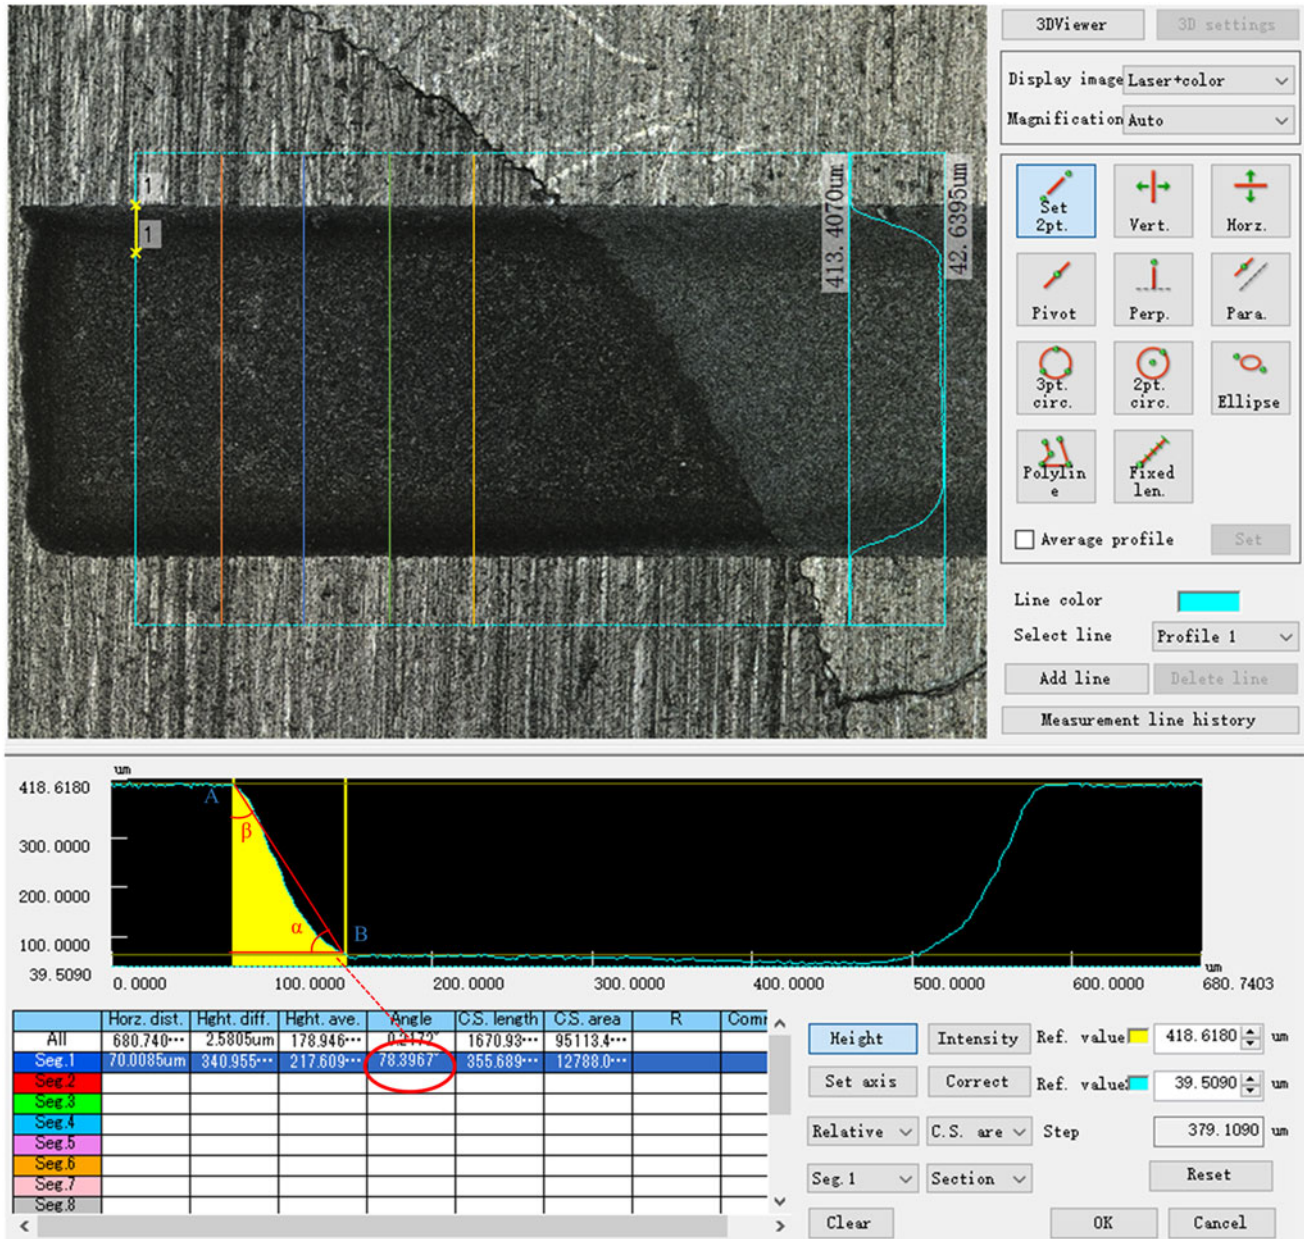 3DViewer 3D settings
Display image Laser+color
Magnification Auto
1
1
413.4070um
42.6395um
Set 2pt. Vert. Horz.
Pivot Perp. Para.
3pt. circ. 2pt. circ. Ellipse
Polylin e Fixed len.
Average profile Set
Line color
Select line Profile 1
Add line Delete line
Measurement line history
um
418.6180
300.0000
200.0000
100.0000
39.5090
A
β
α
B
um
0.0000 100.0000 200.0000 300.0000 400.0000 500.0000 600.0000 680.7403
Horz. dist. Hght. diff. Hght. ave. Angle C.S. length C.S. area R Comr
All 680.740··· 2.5805um 178.946··· 0.2172° 1670.93··· 95113.4···
Seg.1 70.0085um 340.955··· 217.609··· 78.3967° 355.689··· 12788.0···
Seg.2
Seg.3
Seg.4
Seg.5
Seg.6
Seg.7
Seg.8
Height Intensity Ref. value 418.6180 um
Set axis Correct Ref. value 39.5090 um
Relative C.S. are Step 379.1090 um
Seg.1 Section Reset
Clear OK Cancel